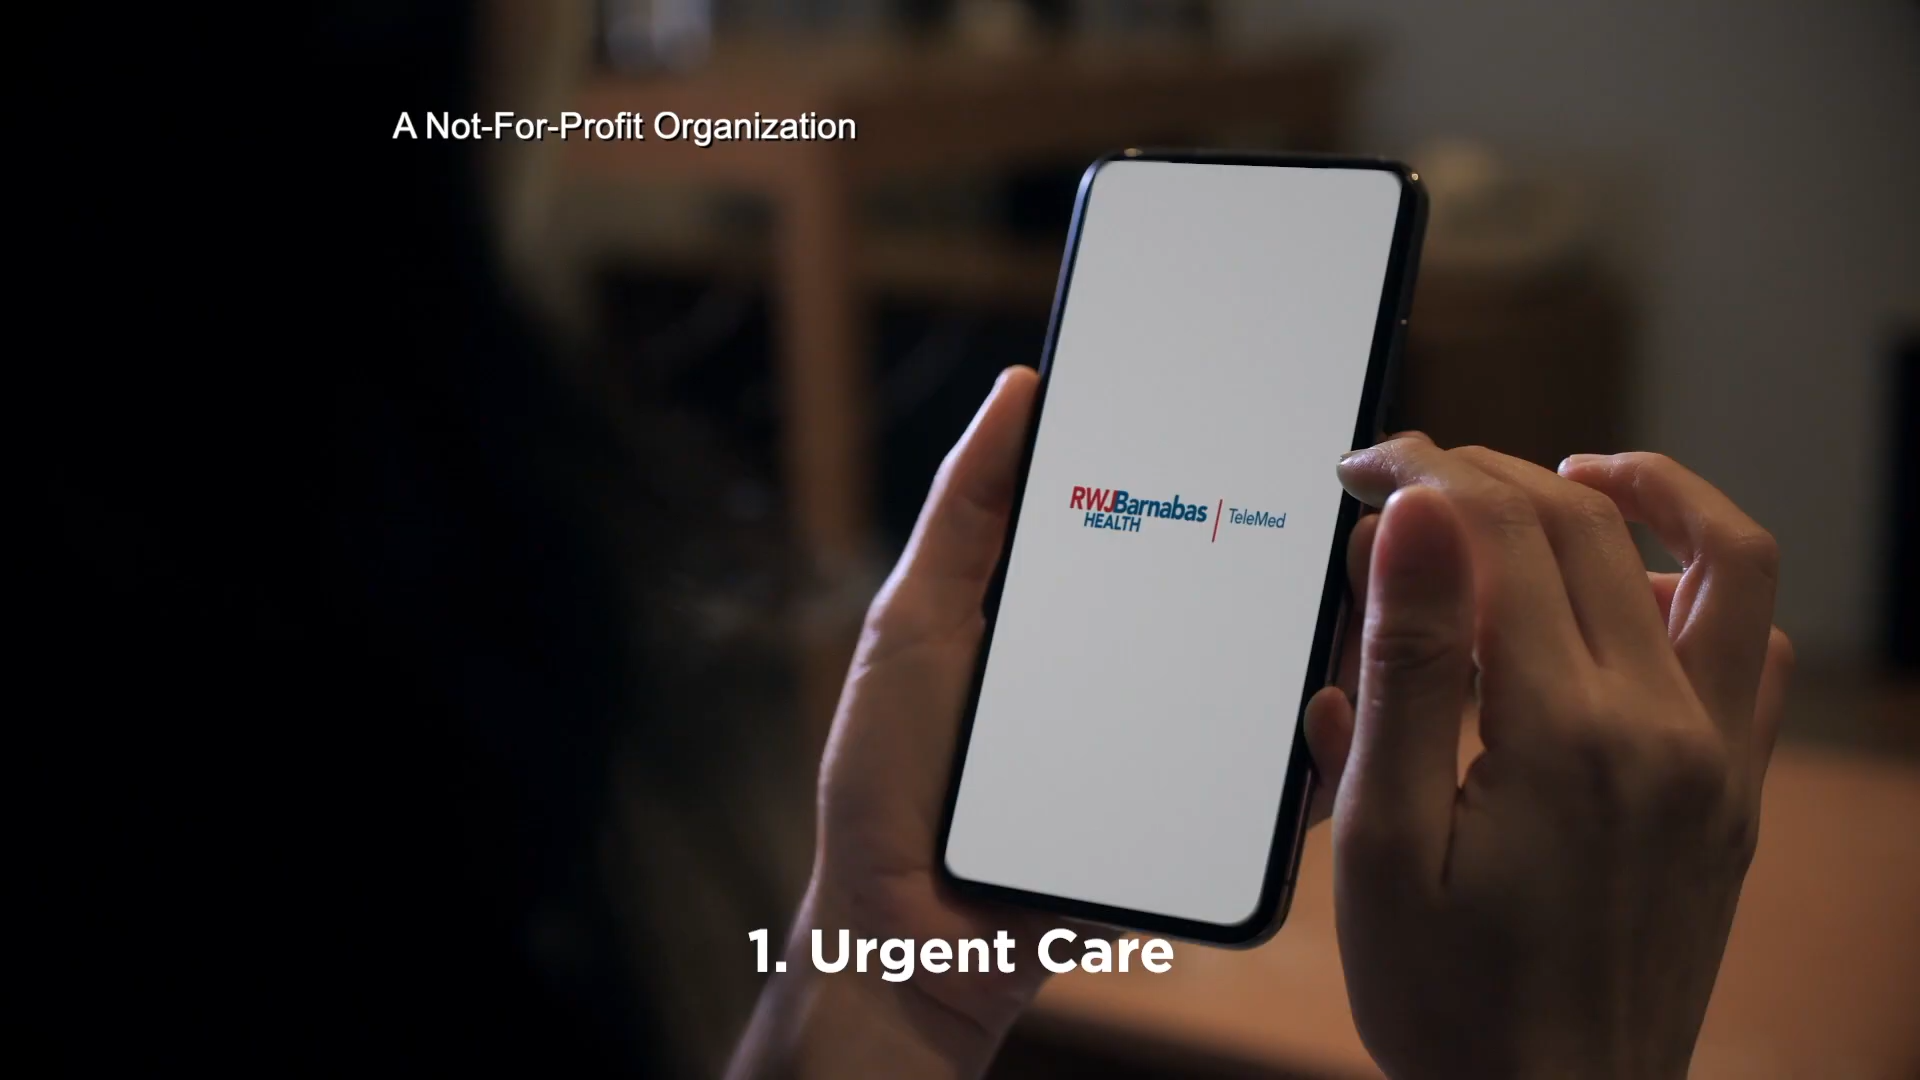 A Not-For-Profit Organization
RWJBarnabas
HEALTH
TeleMed
1. Urgent Care